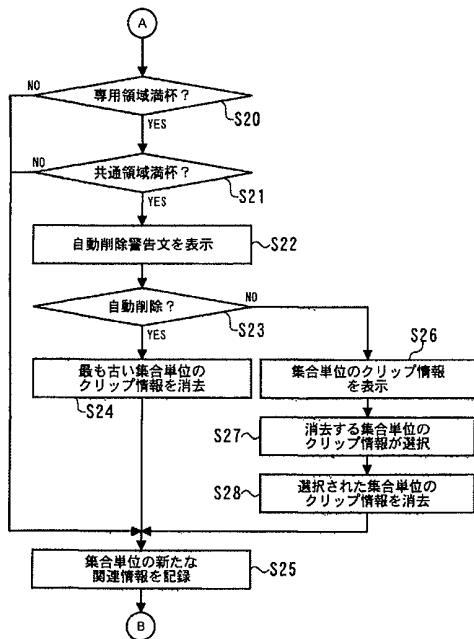 A
専用領域満杯？
NO
YES
S20
共通領域満杯？
NO
YES
S21
自動削除警告文を表示
S22
自動削除？
NO
YES
S23
最も古い集合単位の
クリップ情報を消去
S24
集合単位のクリップ情報
を表示
S26
消去する集合単位の
クリップ情報が選択
S27
選択された集合単位の
クリップ情報を消去
S28
集合単位の新たな
関連情報を記録
S25
B